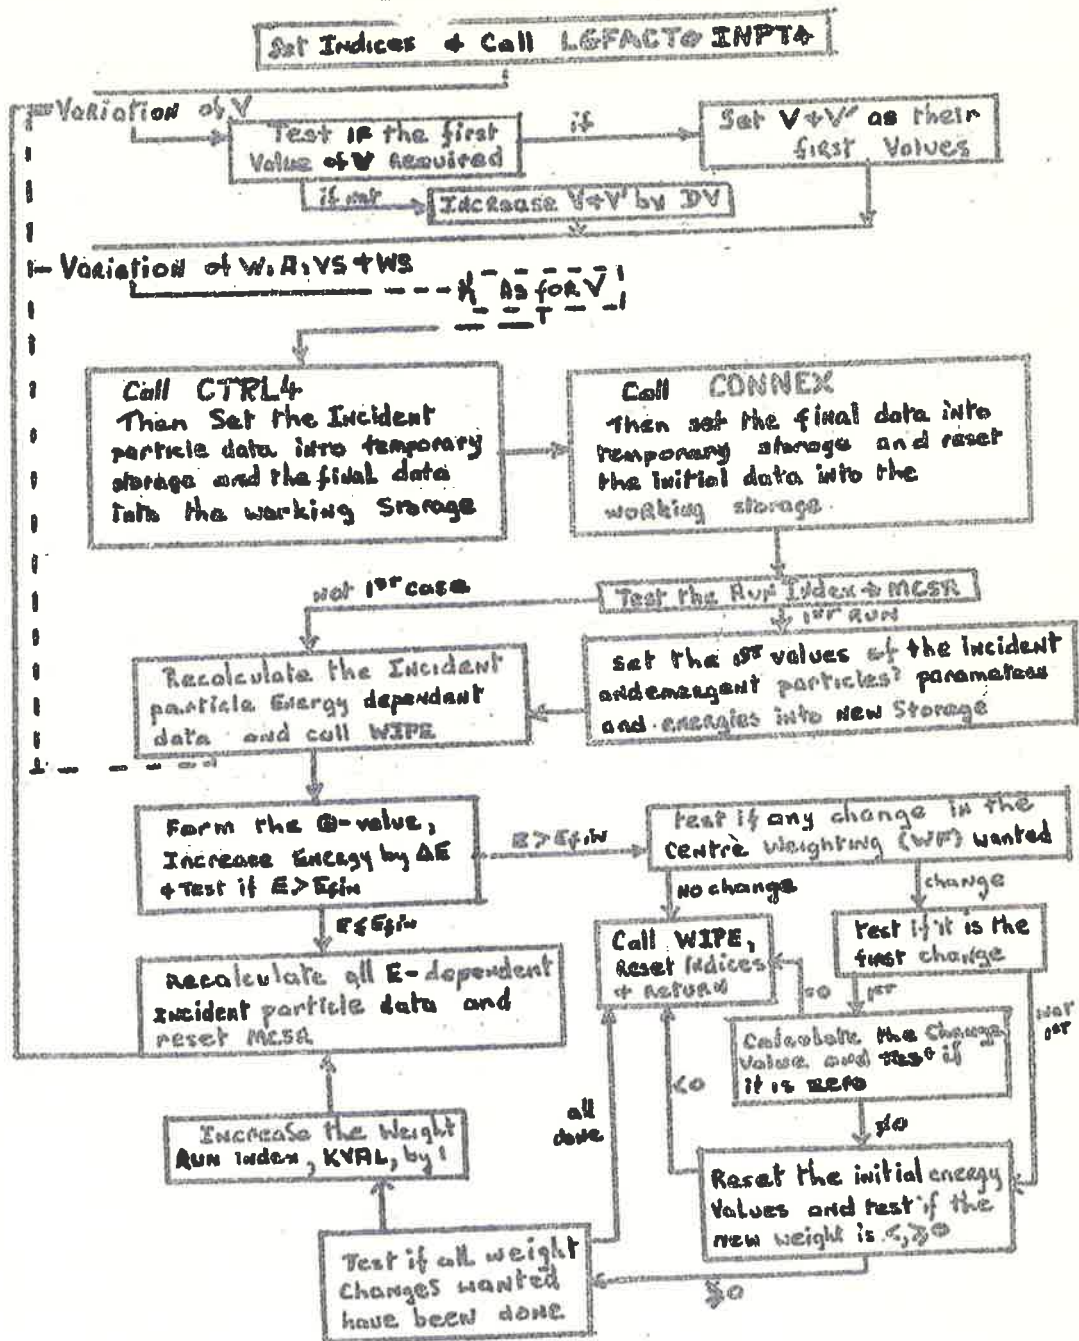 Set Indices + Call LGFACT@ INPT4
Variation of V
Test IF the first
Value of V Required
if
Set V+V' as their
first Values
if not
Increase V+V' by DV
Variation of W, A, VS + WS
As for V
Call CTRL4
Then Set the Incident
particle data into temporary
storage and the final data
Into the working Storage
Call CONNEX
Then set the final data into
temporary storage and reset
the initial data into the
working storage.
Not 1st case
Test the Run Index + MCSR
1st RUN
Recalculate the Incident
particle Energy dependent
data and call WIPE
Set the 1st values of the incident
and emergent particles' parameters
and energies into New Storage
Form the Q-value,
Increase Energy by ΔE
+ Test if E > Efin
E > Efin
Test if any change in the
Centre Weighting (WF) wanted
E ≤ Efin
No change
change
Call WIPE,
Reset Indices
+ Return
Test if it is the
first change
Recalculate all E-dependent
Incident particle data and
reset MCSR
=0
1st
not
1st
Calculate the Change
Value and Test if
it is zero
<0
all
done
≠0
Increase the Weight
Run index, KVAL, by 1
Reset the initial energy
Values and test if the
new weight is <, ≥ 0
Test if all weight
Changes wanted
have been done
≥0